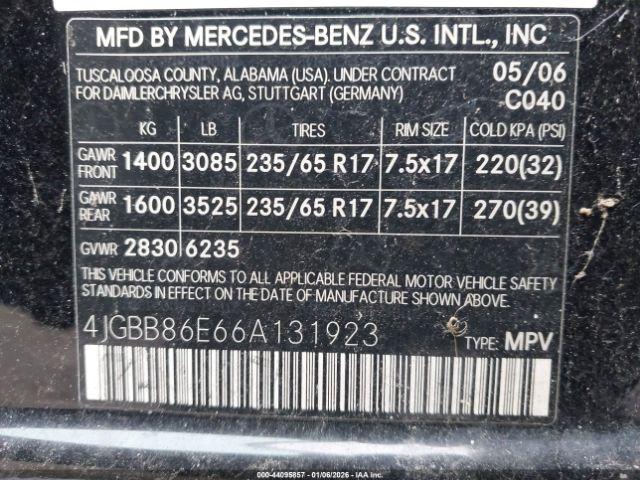 MFD BY MERCEDES-BENZ U.S. INTL., INC
TUSCALOOSA COUNTY, ALABAMA (USA). UNDER CONTRACT 05/06
FOR DAIMLERCHRYSLER AG, STUTTGART (GERMANY) C040
KG LB TIRES RIM SIZE COLD KPA (PSI)
GAWR FRONT 1400 3085 235/65 R17 7.5x17 220(32)
GAWR REAR 1600 3525 235/65 R17 7.5x17 270(39)
GVWR 2830 6235
THIS VEHICLE CONFORMS TO ALL APPLICABLE FEDERAL MOTOR VEHICLE SAFETY
STANDARDS IN EFFECT ON THE DATE OF MANUFACTURE SHOWN ABOVE.
4JGBB86E66A131923 TYPE: MPV
000-44095857 - 01/06/2026 - IAA Inc.